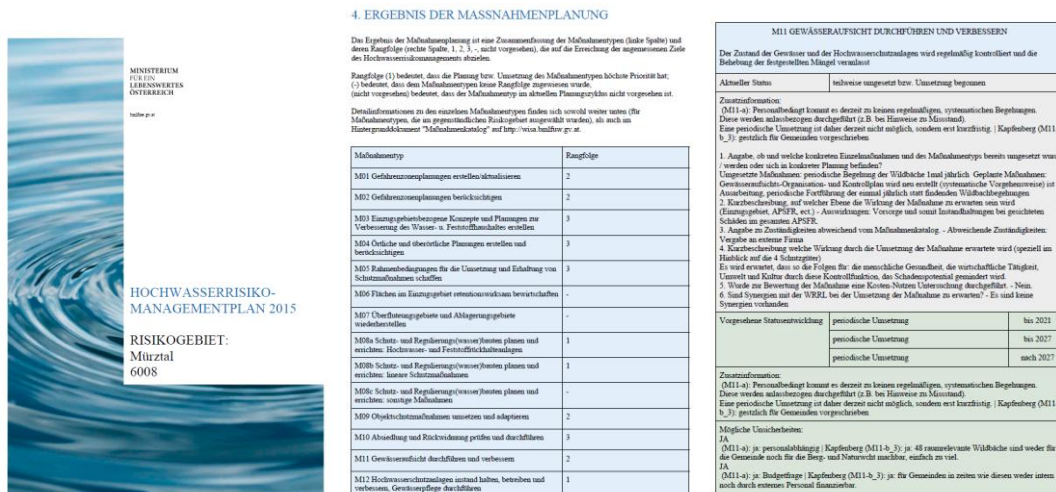 MINISTERIUM
FÜR EIN
LEBENSWERTES
ÖSTERREICH
bmlfuw.gv.at
HOCHWASSERRISIKO-
MANAGEMENTPLAN 2015
RISIKOGEBIET:
Mürztal
6008
4. ERGEBNIS DER MASSNAHMENPLANUNG
Das Ergebnis der Maßnahmenplanung ist eine Zusammenfassung der Maßnahmentypen (linke Spalte) und
deren Rangfolge (rechte Spalte, 1, 2, 3, -, nicht vorgesehen), die auf die Erreichung der angemessenen Ziele
des Hochwasserrisikomanagements abzielen.
Rangfolge (1) bedeutet, dass die Planung bzw. Umsetzung des Maßnahmentypen höchste Priorität hat;
(-) bedeutet, dass dem Maßnahmentypen keine Rangfolge zugewiesen wurde,
(nicht vorgesehen) bedeutet, dass der Maßnahmentyp im aktuellen Planungszyklus nicht vorgesehen ist.
Detailinformationen zu den einzelnen Maßnahmentypen finden sich sowohl weiter unten (für
Maßnahmentypen, die im gegenständlichen Risikogebiet ausgewählt wurden), als auch im
Hintergrunddokument "Maßnahmenkatalog" auf http://wisa.bmlfuw.gv.at.
Maßnahmentyp Rangfolge
M01 Gefahrenzonenplanungen erstellen/aktualisieren 2
M02 Gefahrenzonenplanungen berücksichtigen 2
M03 Einzugsgebietsbezogene Konzepte und Planungen zur 3
Verbesserung des Wasser- u. Feststoffhaushaltes erstellen
M04 Örtliche und überörtliche Planungen erstellen und 3
berücksichtigen
M05 Rahmenbedingungen für die Umsetzung und Erhaltung von 3
Schutzmaßnahmen schaffen
M06 Flächen im Einzugsgebiet retentionswirksam bewirtschaften -
M07 Überflutungsgebiete und Ablagerungsgebiete -
wiederherstellen
M08a Schutz- und Regulierungs(wasser)bauten planen und 1
errichten: Hochwasser- und Feststoffrückhalteanlagen
M08b Schutz- und Regulierungs(wasser)bauten planen und 1
errichten: lineare Schutzmaßnahmen
M08c Schutz- und Regulierungs(wasser)bauten planen und -
errichten: sonstige Maßnahmen
M09 Objektschutzmaßnahmen umsetzen und adaptieren 2
M10 Absiedlung und Rückwidmung prüfen und durchführen 3
M11 Gewässeraufsicht durchführen und verbessern 2
M12 Hochwasserschutzanlagen instand halten, betreiben und 1
verbessern, Gewässerpflege durchführen
M11 GEWÄSSERAUFSICHT DURCHFÜHREN UND VERBESSERN
Der Zustand der Gewässer und der Hochwasserschutzanlagen wird regelmäßig kontrolliert und die
Behebung der festgestellten Mängel veranlasst
Aktueller Status teilweise umgesetzt bzw. Umsetzung begonnen
Zusatzinformation:
(M11-a): Personalbedingt kommt es derzeit zu keinen regelmäßigen, systematischen Begehungen.
Diese werden anlassbezogen durchgeführt (z.B. bei Hinweise zu Missstand).
Eine periodische Umsetzung ist daher derzeit nicht möglich, sondern erst kurzfristig. | Kapfenberg (M11-
b_3): gestzlich für Gemeinden vorgeschrieben
1. Angabe, ob und welche konkreten Einzelmaßnahmen und des Maßnahmentyps bereits umgesetzt wur
/ werden oder sich in konkreter Planung befinden?
Umgesetzte Maßnahmen: periodische Begehung der Wildbäche 1mal jährlich Geplante Maßnahmen:
Gewässeraufsichts-Organisation- und Kontrollplan wird neu erstellt (systematische Vorgehensweise) ist
Ausarbeitung, periodische Fortführung der einmal jährlich statt findenden Wildbachbegehungen
2. Kurzbeschreibung, auf welcher Ebene die Wirkung der Maßnahme zu erwarten sein wird
(Einzugsgebiet, APSFR, ect.) - Auswirkungen: Vorsorge und somit Instandhaltungen bei gesichteten
Schäden im gesamten APSFR.
3. Angabe zu Zuständigkeiten abweichend vom Maßnahmenkatalog. - Abweichende Zuständigkeiten:
Vergabe an externe Firma
4. Kurzbeschreibung welche Wirkung durch die Umsetzung der Maßnahme erwartete wird (speziell im
Hinblick auf die 4 Schutzgüter)
Es wird erwartet, dass so die Folgen für: die menschliche Gesundheit, die wirtschaftliche Tätigkeit,
Umwelt und Kultur durch diese Kontrollfunktion, das Schadenspotential gemindert wird.
5. Wurde zur Bewertung der Maßnahme eine Kosten-Nutzen Untersuchung durchgeführt. - Nein.
6. Sind Synergien mit der WRRL bei der Umsetzung der Maßnahme zu erwarten? - Es sind keine
Synergien vorhanden
Vorgesehene Statusentwicklung periodische Umsetzung bis 2021
periodische Umsetzung bis 2027
periodische Umsetzung nach 2027
Zusatzinformation:
(M11-a): Personalbedingt kommt es derzeit zu keinen regelmäßigen, systematischen Begehungen.
Diese werden anlassbezogen durchgeführt (z.B. bei Hinweise zu Missstand).
Eine periodische Umsetzung ist daher derzeit nicht möglich, sondern erst kurzfristig. | Kapfenberg (M11-
b_3): gestzlich für Gemeinden vorgeschrieben
Mögliche Unsicherheiten:
JA
(M11-a): ja: personalabhängig | Kapfenberg (M11-b_3): ja: 48 raumrelevante Wildbäche sind weder für
die Gemeinde noch für die Berg- und Naturwcht machbar, einfach zu viel.
JA
(M11-a): ja: Budgetfrage | Kapfenberg (M11-b_3): ja: für Gemeinden in zeiten wie diesen weder intern
noch durch externes Personal finanzierbar.